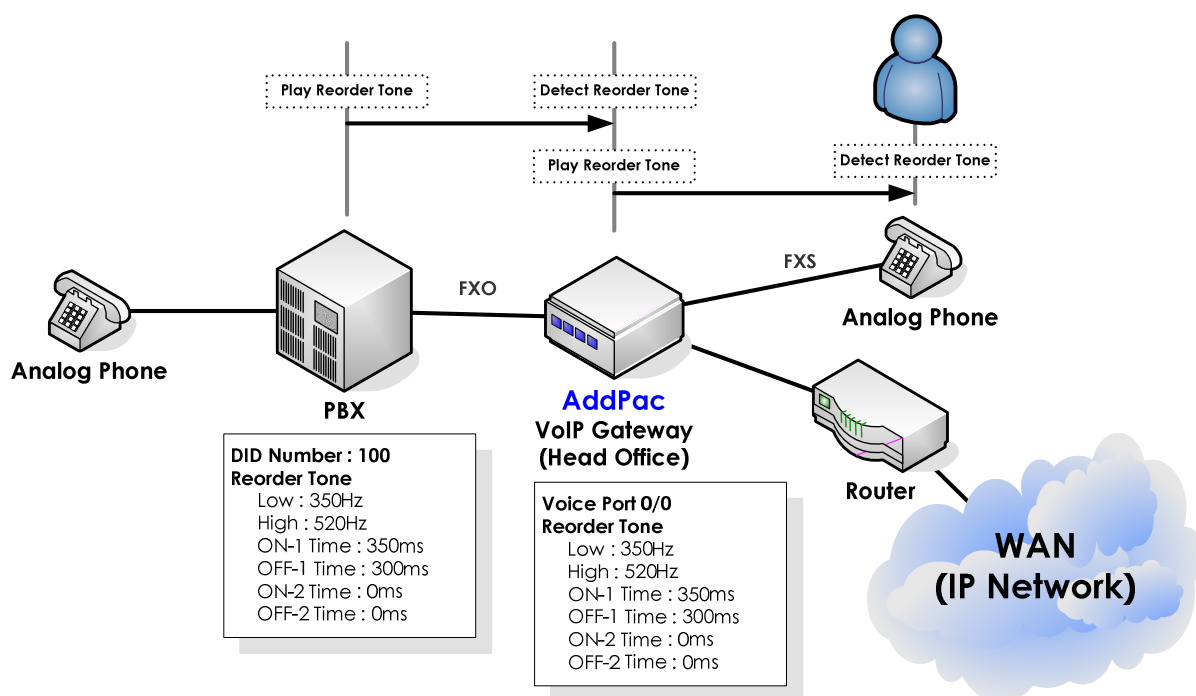 Play Reorder Tone
Detect Reorder Tone
Play Reorder Tone
Detect Reorder Tone
FXO
FXS
Analog Phone
Analog Phone
PBX
AddPac
VoIP Gateway
(Head Office)
Router
WAN
(IP Network)
DID Number : 100
Reorder Tone
Low : 350Hz
High : 520Hz
ON-1 Time : 350ms
OFF-1 Time : 300ms
ON-2 Time : 0ms
OFF-2 Time : 0ms
Voice Port 0/0
Reorder Tone
Low : 350Hz
High : 520Hz
ON-1 Time : 350ms
OFF-1 Time : 300ms
ON-2 Time : 0ms
OFF-2 Time : 0ms